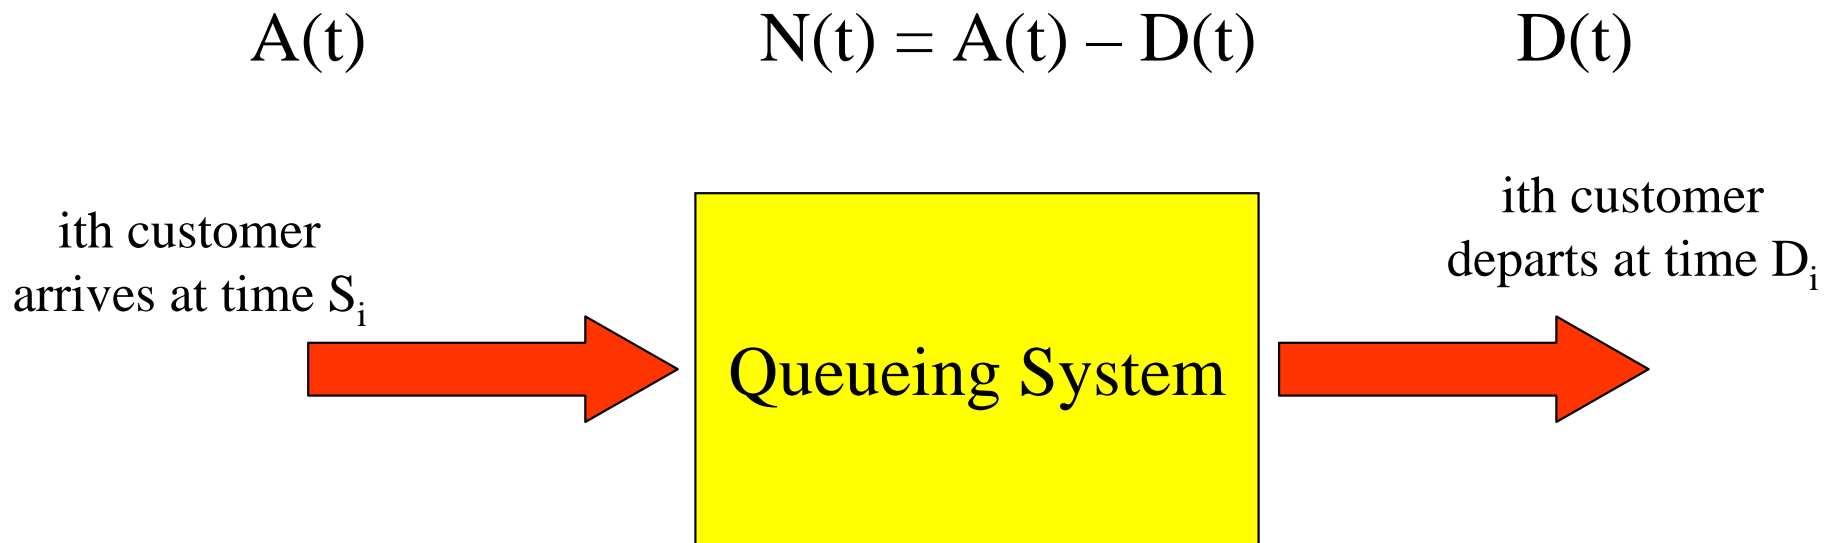 A(t)
N(t) = A(t) – D(t)
D(t)
ith customer
arrives at time Sᵢ
Queueing System
ith customer
departs at time Dᵢ